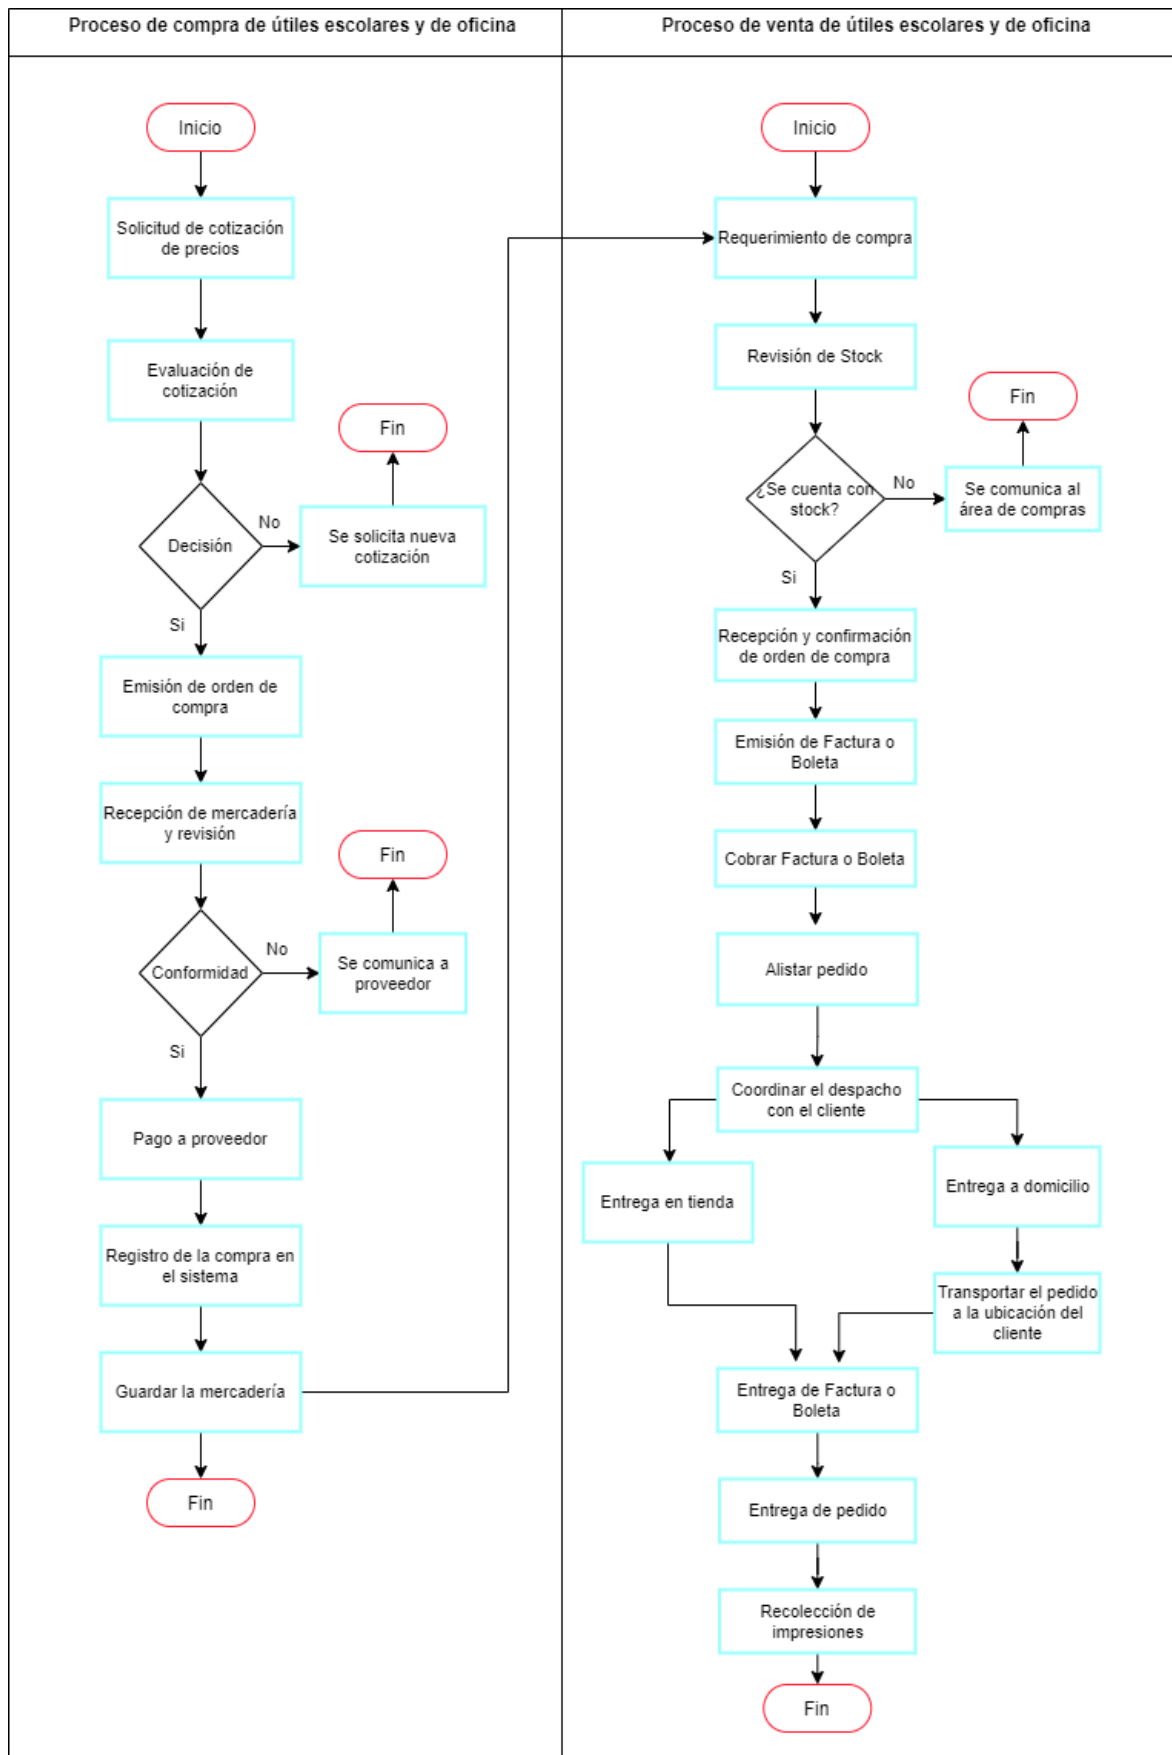 Proceso de compra de útiles escolares y de oficina
Inicio
Solicitud de cotización
de precios
Evaluación de
cotización
Fin
Decisión
No
Se solicita nueva
cotización
Si
Emisión de orden de
compra
Recepción de mercadería
y revisión
Fin
Conformidad
No
Se comunica a
proveedor
Si
Pago a proveedor
Registro de la compra en
el sistema
Guardar la mercadería
Fin
Proceso de venta de útiles escolares y de oficina
Inicio
Requerimiento de compra
Revisión de Stock
Fin
¿Se cuenta con
stock?
No
Se comunica al
área de compras
Si
Recepción y confirmación
de orden de compra
Emisión de Factura o
Boleta
Cobrar Factura o Boleta
Alistar pedido
Coordinar el despacho
con el cliente
Entrega en tienda
Entrega a domicilio
Transportar el pedido
a la ubicación del
cliente
Entrega de Factura o
Boleta
Entrega de pedido
Recolección de
impresiones
Fin